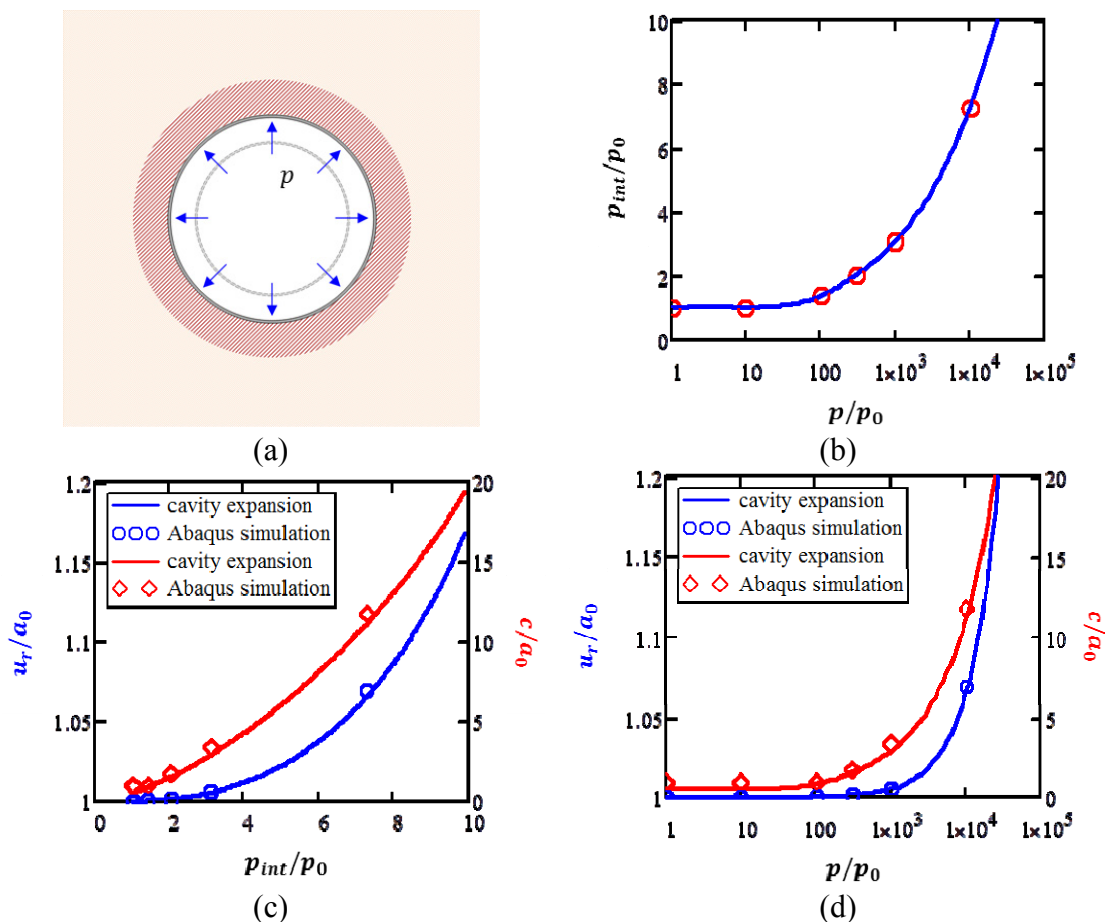 p
(a)
10
8
6
4
2
0
p_int/p_0
1
10
100
1×10^3
1×10^4
1×10^5
p/p_0
(b)
1.2
1.15
1.1
1.05
1
u_r/a_0
cavity expansion
Abaqus simulation
cavity expansion
Abaqus simulation
20
15
10
5
0
c/a_0
0
2
4
6
8
10
p_int/p_0
(c)
1.2
1.15
1.1
1.05
1
u_r/a_0
cavity expansion
Abaqus simulation
cavity expansion
Abaqus simulation
20
15
10
5
0
c/a_0
1
10
100
1×10^3
1×10^4
1×10^5
p/p_0
(d)